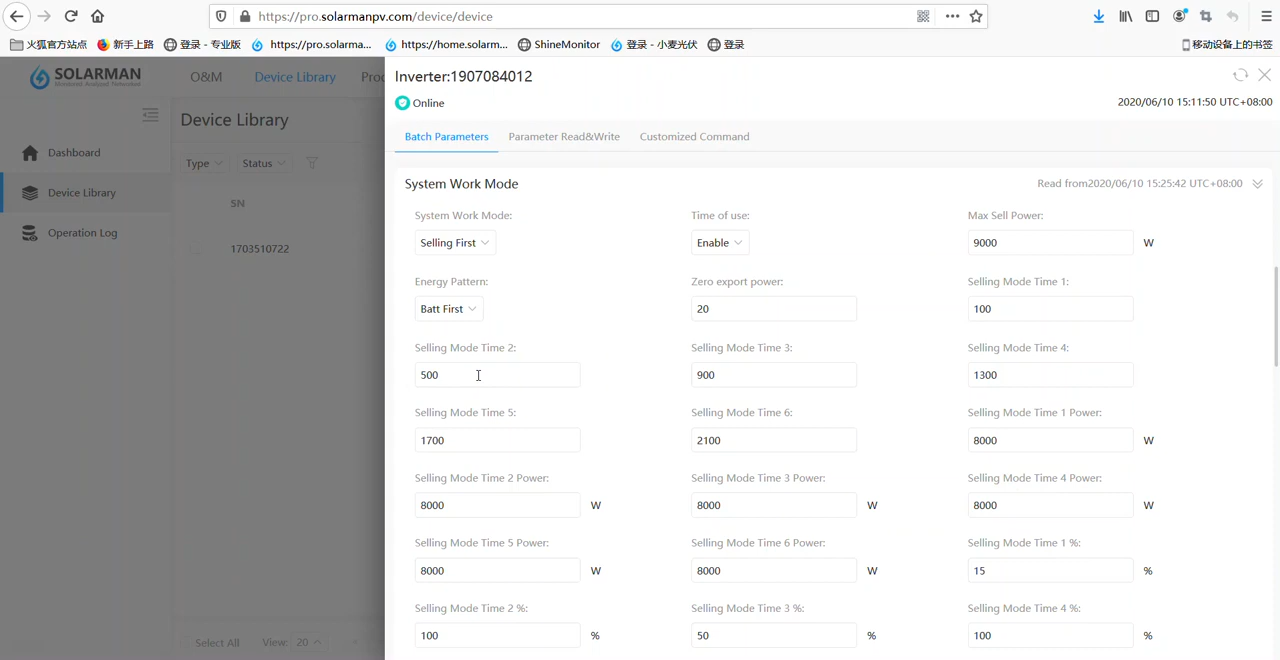 https://pro.solarmanpv.com/device/device
火狐官方站点 新手上路 登录 - 专业版 https://pro.solarma... https://home.solarm... ShineMonitor 登录 - 小麦光伏 登录 移动设备上的书签
SOLARMAN O&M Device Library Proc
Dashboard
Device Library
Operation Log
Device Library
Type Status
SN
1703510722
Select All View: 20
Inverter:1907084012
Online 2020/06/10 15:11:50 UTC+08:00
Batch Parameters Parameter Read&Write Customized Command
System Work Mode Read from2020/06/10 15:25:42 UTC+08:00
System Work Mode: Time of use: Max Sell Power:
Selling First Enable 9000 W
Energy Pattern: Zero export power: Selling Mode Time 1:
Batt First 20 100
Selling Mode Time 2: Selling Mode Time 3: Selling Mode Time 4:
500 900 1300
Selling Mode Time 5: Selling Mode Time 6: Selling Mode Time 1 Power:
1700 2100 8000 W
Selling Mode Time 2 Power: Selling Mode Time 3 Power: Selling Mode Time 4 Power:
8000 W 8000 W 8000 W
Selling Mode Time 5 Power: Selling Mode Time 6 Power: Selling Mode Time 1 %:
8000 W 8000 W 15 %
Selling Mode Time 2 %: Selling Mode Time 3 %: Selling Mode Time 4 %:
100 % 50 % 100 %